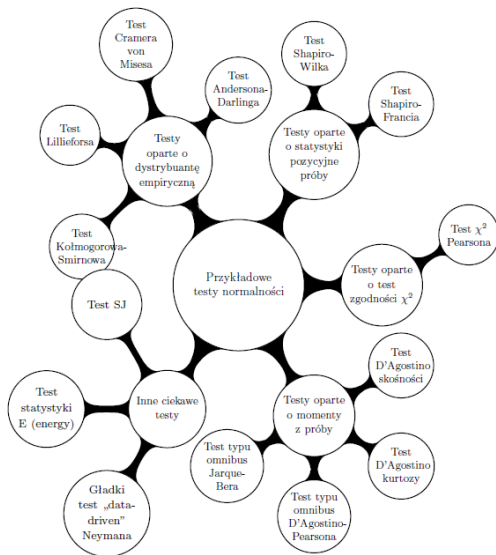 Test
Cramera
von
Misesa
Test
Shapiro-
Wilka
Test
Andersona-
Darlinga
Test
Shapiro-
Francia
Test
Lillieforsa
Testy
oparte o
dystrybuantę
empiryczną
Testy oparte
o statystyki
pozycyjne
próby
Test
Kołmogorowa-
Smirnowa
Test χ²
Pearsona
Przykładowe
testy normalności
Testy oparte
o test
zgodności χ²
Test SJ
Test
D'Agostino
skośności
Test
statystyki
E (energy)
Inne ciekawe
testy
Testy oparte
o momenty
z próby
Test typu
omnibus
Jarque-
Bera
Test
D'Agostino
kurtozy
Gładki
test „data-
driven”
Neymana
Test typu
omnibus
D'Agostino-
Pearsona